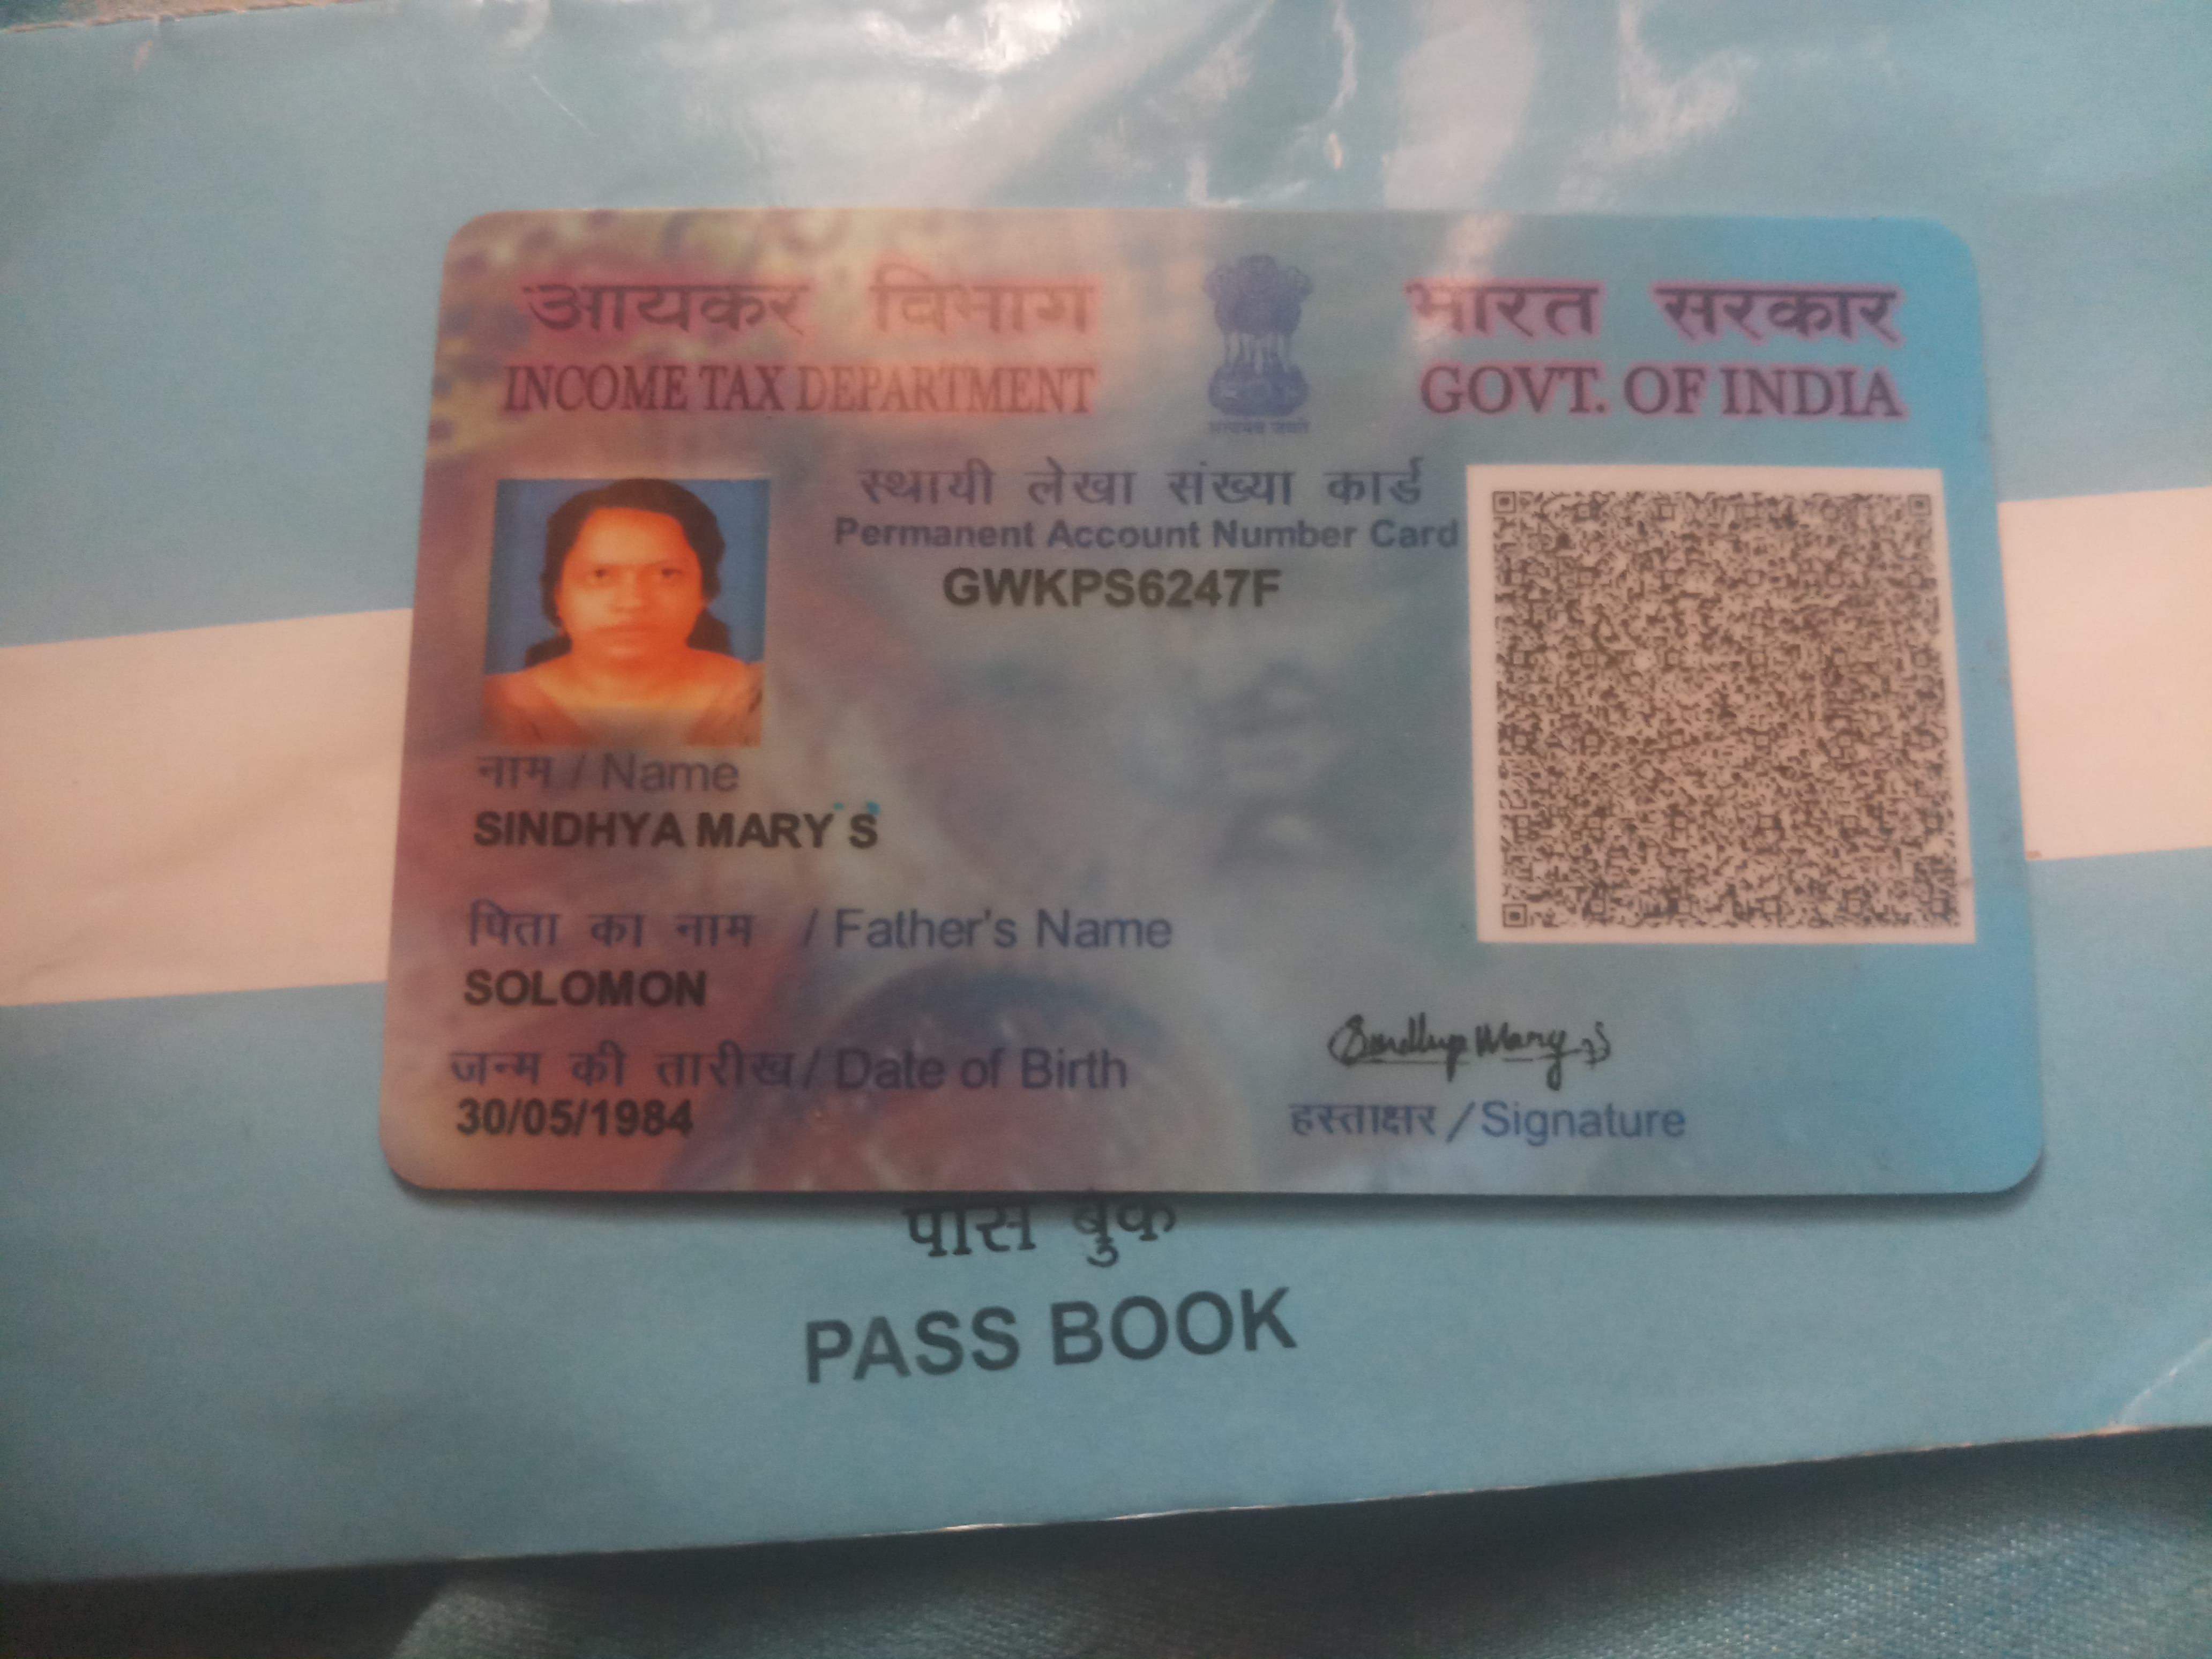 आयकर विभाग
INCOME TAX DEPARTMENT
भारत सरकार
GOVT. OF INDIA
सत्यमेव जयते
स्थायी लेखा संख्या कार्ड
Permanent Account Number Card
GWKPS6247F
नाम / Name
SINDHYA MARY S
पिता का नाम / Father's Name
SOLOMON
जन्म की तारीख / Date of Birth
30/05/1984
Sindhya Mary S
हस्ताक्षर / Signature
पास बुक
PASS BOOK